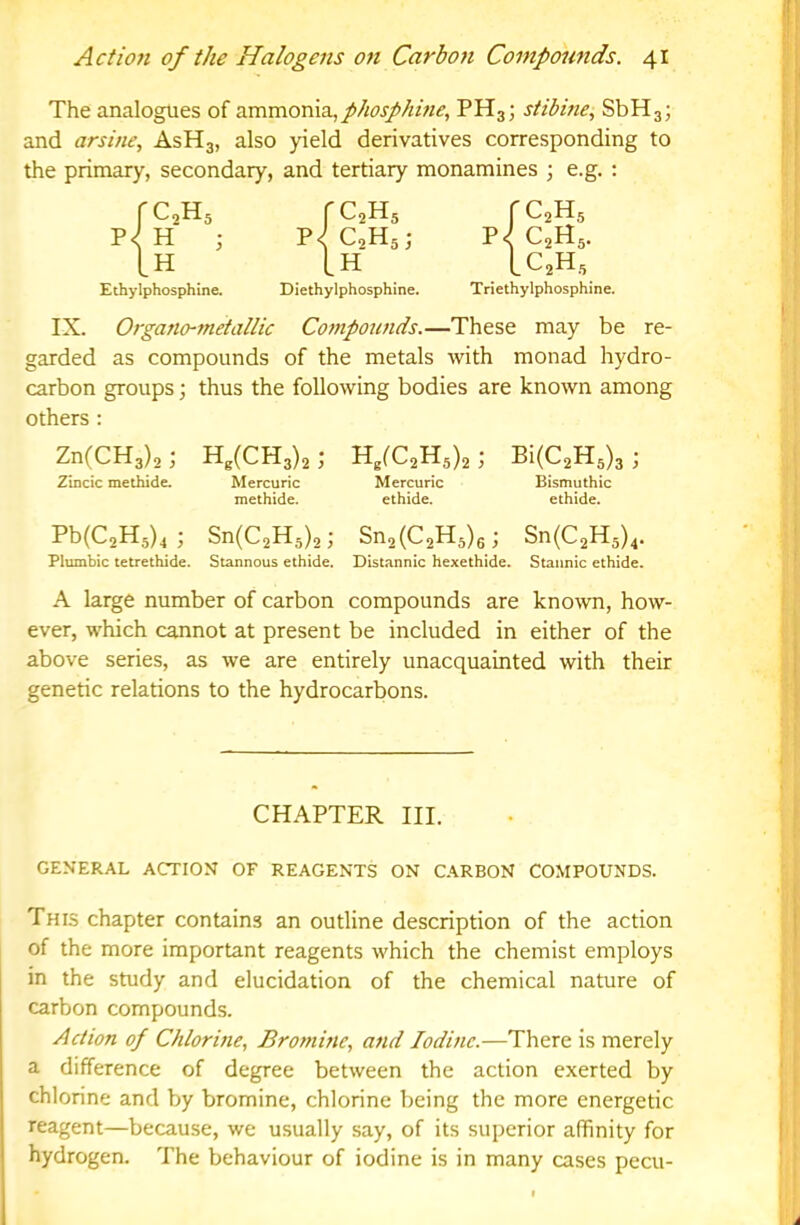 Action of the Halogens on Carbon Compounds. 41
The analogues of ammonia, phosphine, PH₃; stibine, SbH₃;
and arsine, AsH₃, also yield derivatives corresponding to
the primary, secondary, and tertiary monamines ; e.g. :
P { C₂H₅ H H ; P { C₂H₅ C₂H₅ H ; P { C₂H₅ C₂H₅ C₂H₅.
Ethylphosphine. Diethylphosphine. Triethylphosphine.
IX. Organo-metallic Compounds.—These may be re-
garded as compounds of the metals with monad hydro-
carbon groups; thus the following bodies are known among
others :
Zn(CH₃)₂ ; Hg(CH₃)₂ ; Hg(C₂H₅)₂ ; Bi(C₂H₅)₃ ;
Zincic methide. Mercuric Mercuric Bismuthic
methide. ethide. ethide.
Pb(C₂H₅)₄ ; Sn(C₂H₅)₂ ; Sn₂(C₂H₅)₆ ; Sn(C₂H₅)₄.
Plumbic tetrethide. Stannous ethide. Distannic hexethide. Stannic ethide.
A large number of carbon compounds are known, how-
ever, which cannot at present be included in either of the
above series, as we are entirely unacquainted with their
genetic relations to the hydrocarbons.
CHAPTER III.
GENERAL ACTION OF REAGENTS ON CARBON COMPOUNDS.
THIS chapter contains an outline description of the action
of the more important reagents which the chemist employs
in the study and elucidation of the chemical nature of
carbon compounds.
Action of Chlorine, Bromine, and Iodine.—There is merely
a difference of degree between the action exerted by
chlorine and by bromine, chlorine being the more energetic
reagent—because, we usually say, of its superior affinity for
hydrogen. The behaviour of iodine is in many cases pecu-